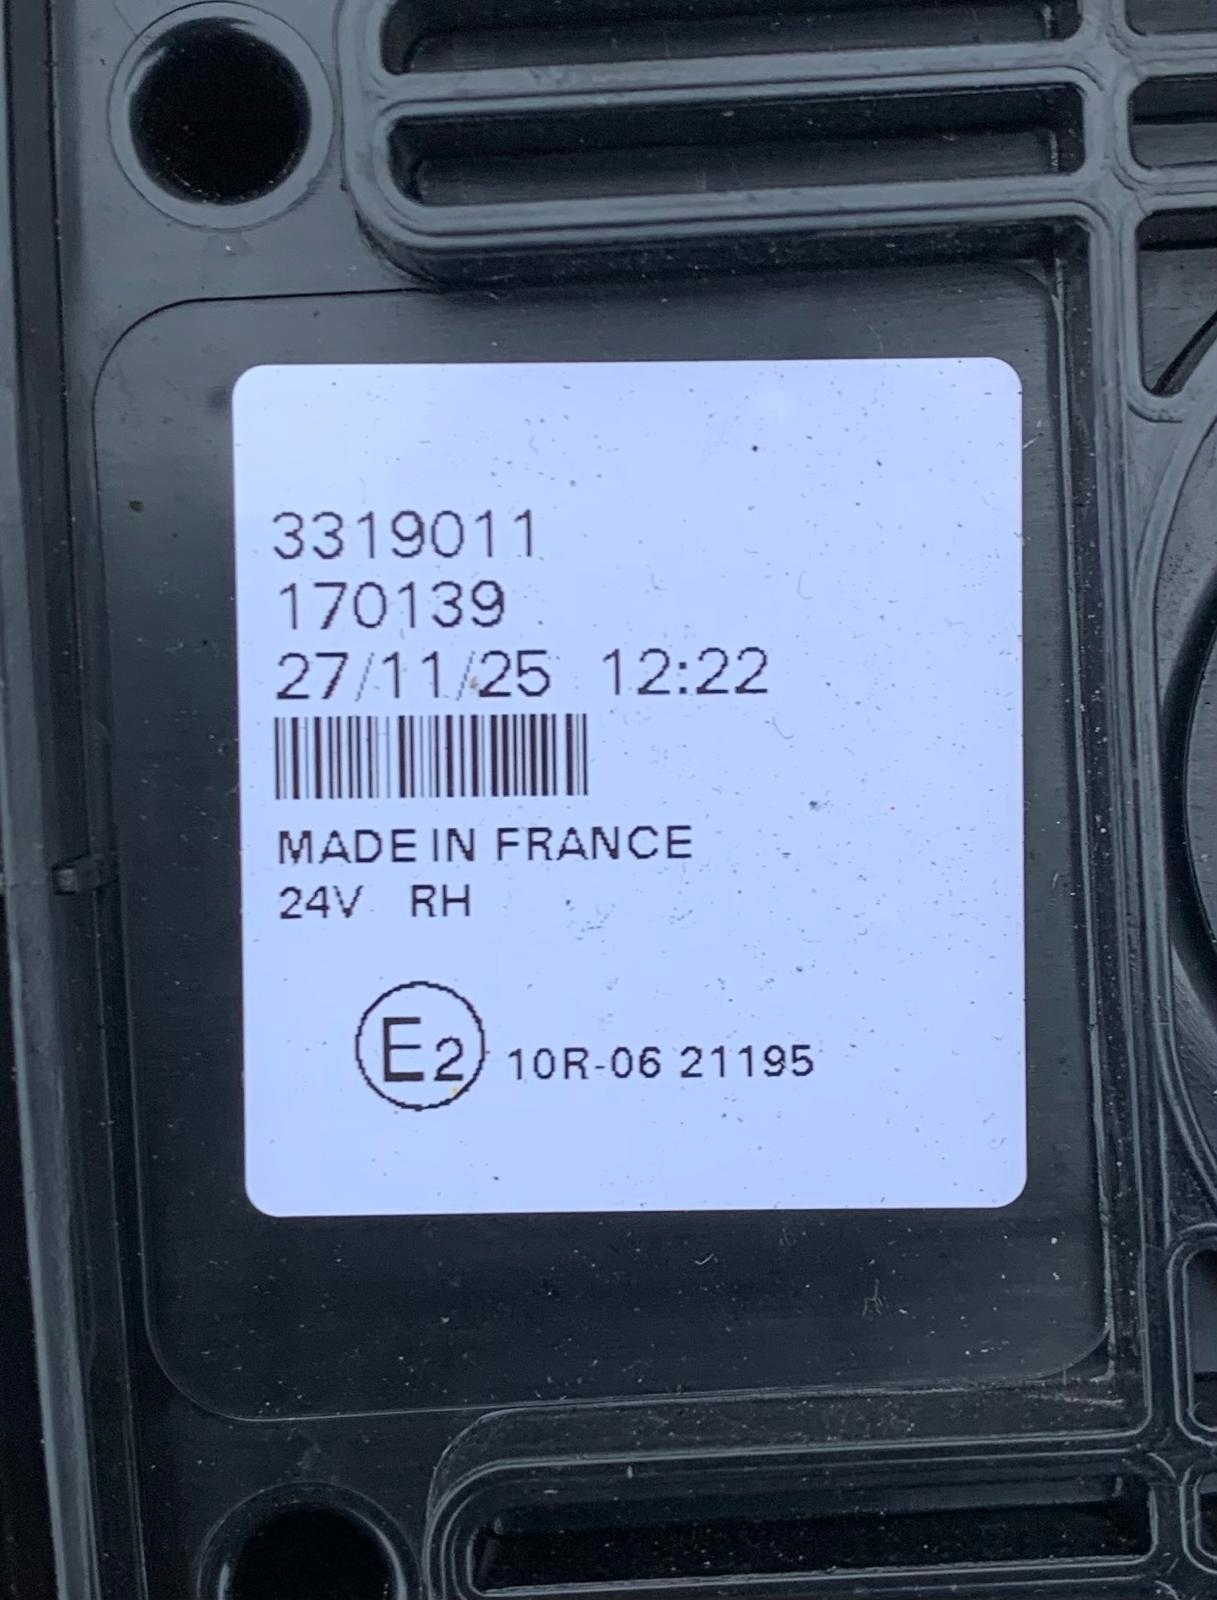 3319011
170139
27/11/25 12:22
MADE IN FRANCE
24V RH
E2 10R-06 21195